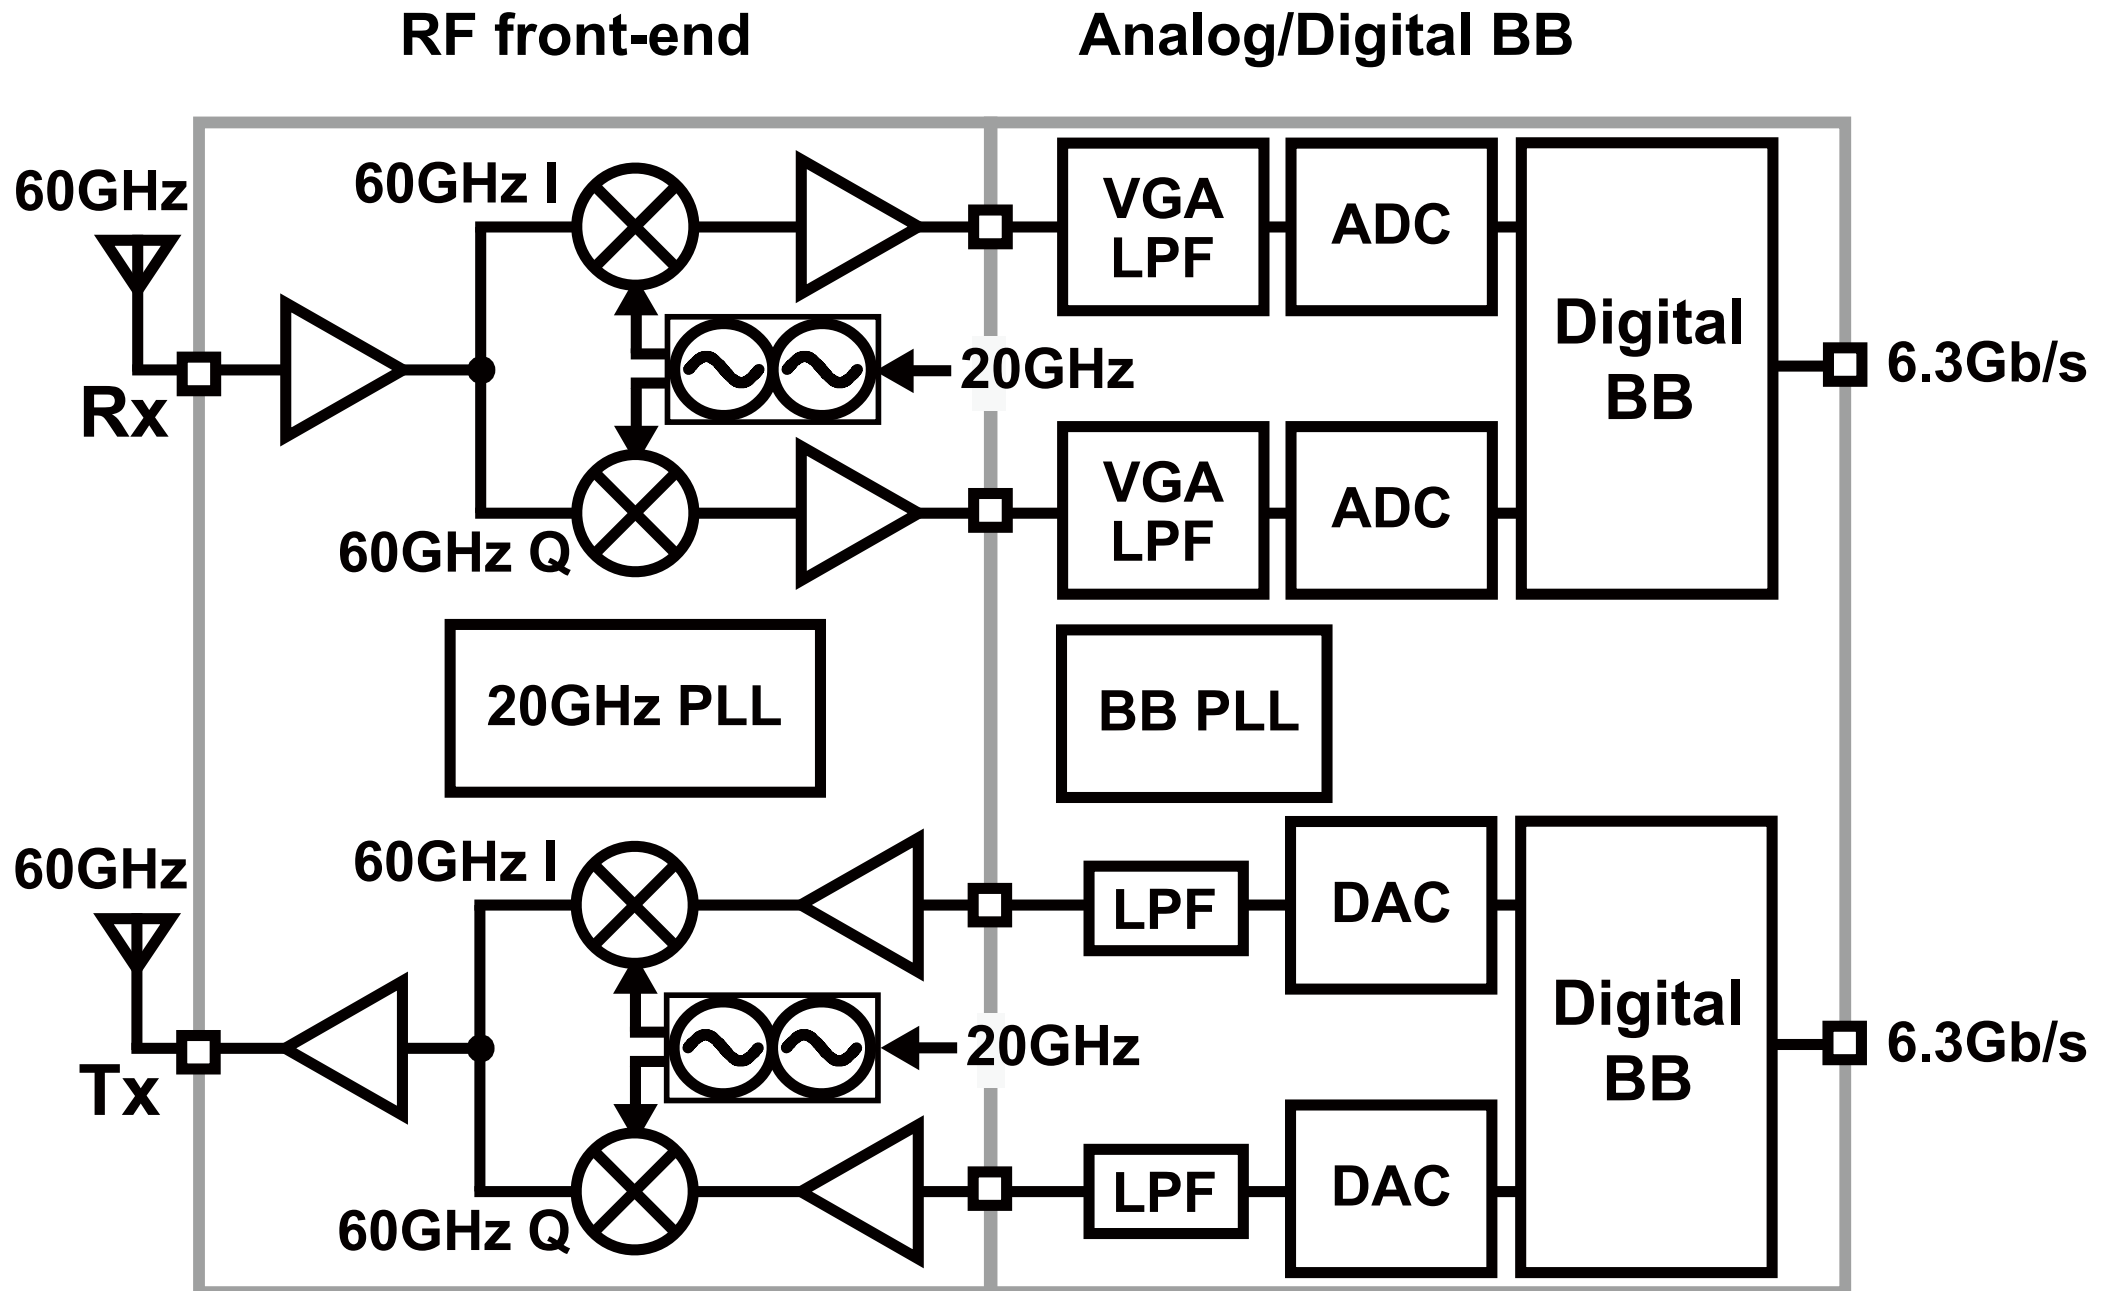 RF front-end
Analog/Digital BB
60GHz
60GHz I
VGA
LPF
ADC
Digital
BB
20GHz
6.3Gb/s
Rx
VGA
LPF
ADC
60GHz Q
20GHz PLL
BB PLL
60GHz
60GHz I
LPF
DAC
Digital
BB
20GHz
6.3Gb/s
Tx
LPF
DAC
60GHz Q